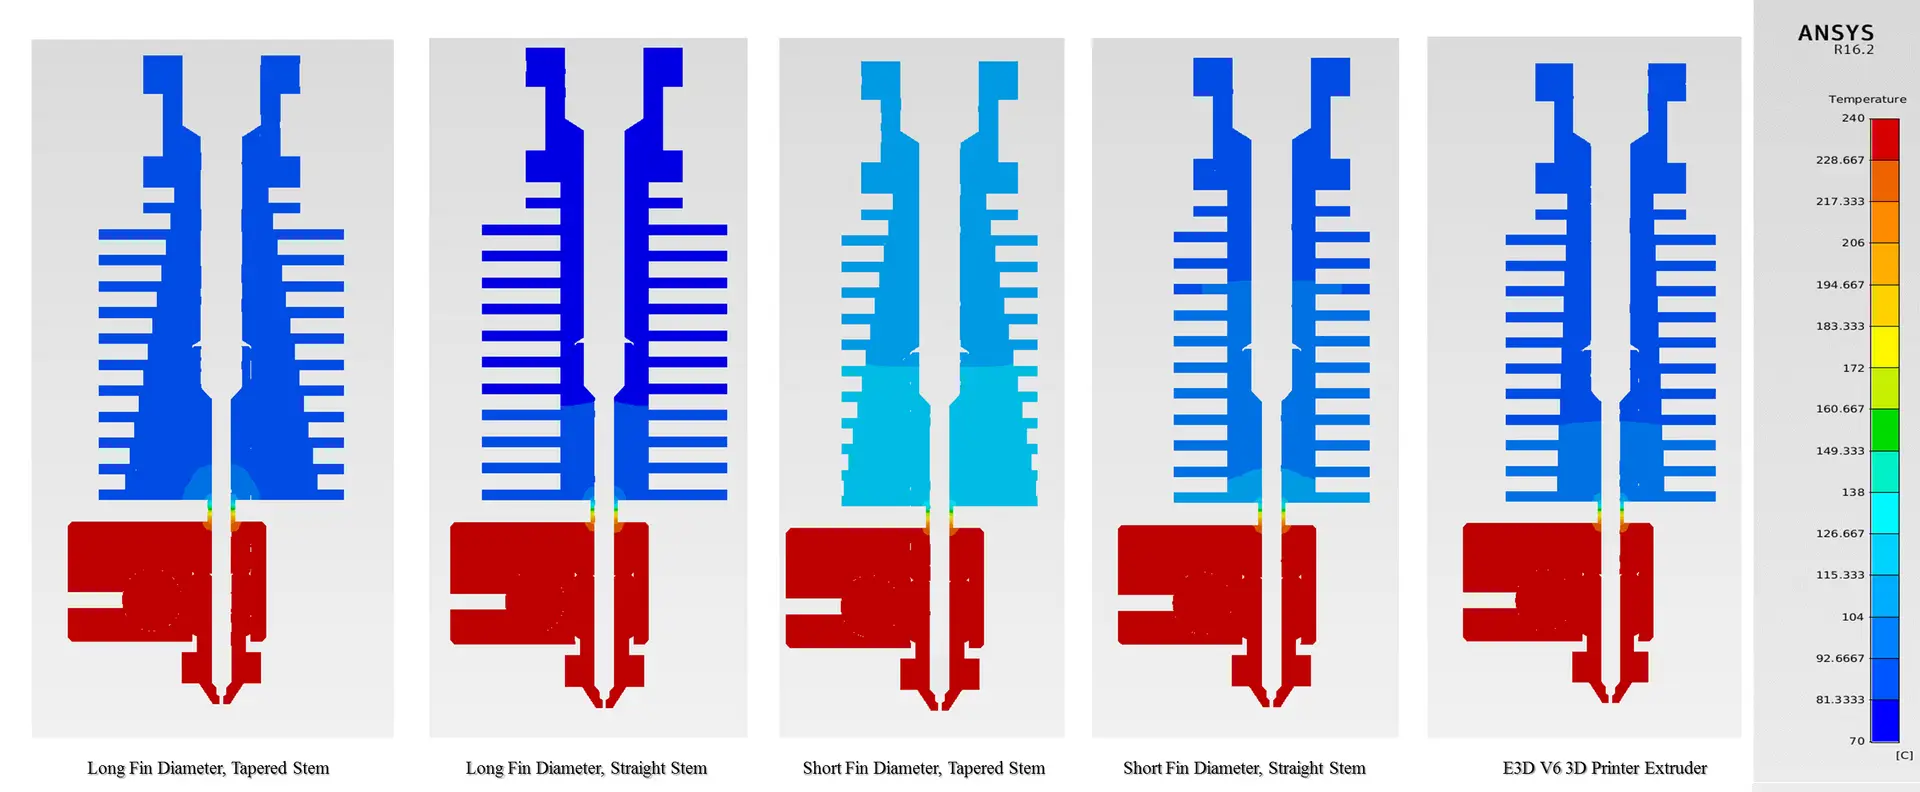 ANSYS
R16.2
Temperature
240
228.667
217.333
206
194.667
183.333
172
160.667
149.333
138
126.667
115.333
104
92.6667
81.3333
70
[C]
Long Fin Diameter, Tapered Stem
Long Fin Diameter, Straight Stem
Short Fin Diameter, Tapered Stem
Short Fin Diameter, Straight Stem
E3D V6 3D Printer Extruder